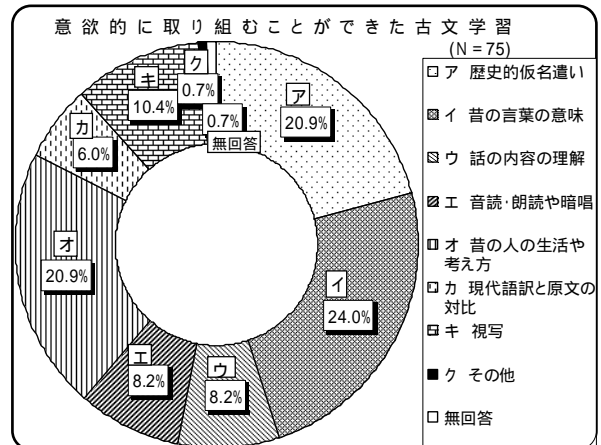 意欲的に取り組むことができた古文学習
(N=75)
ア
20.9%
イ
24.0%
ウ
8.2%
エ
8.2%
オ
20.9%
カ
6.0%
キ
10.4%
ク
0.7%
0.7%
無回答
ア 歴史的仮名遣い
イ 昔の言葉の意味
ウ 話の内容の理解
エ 音読・朗読や暗唱
オ 昔の人の生活や
考え方
カ 現代語訳と原文の
対比
キ 視写
ク その他
無回答